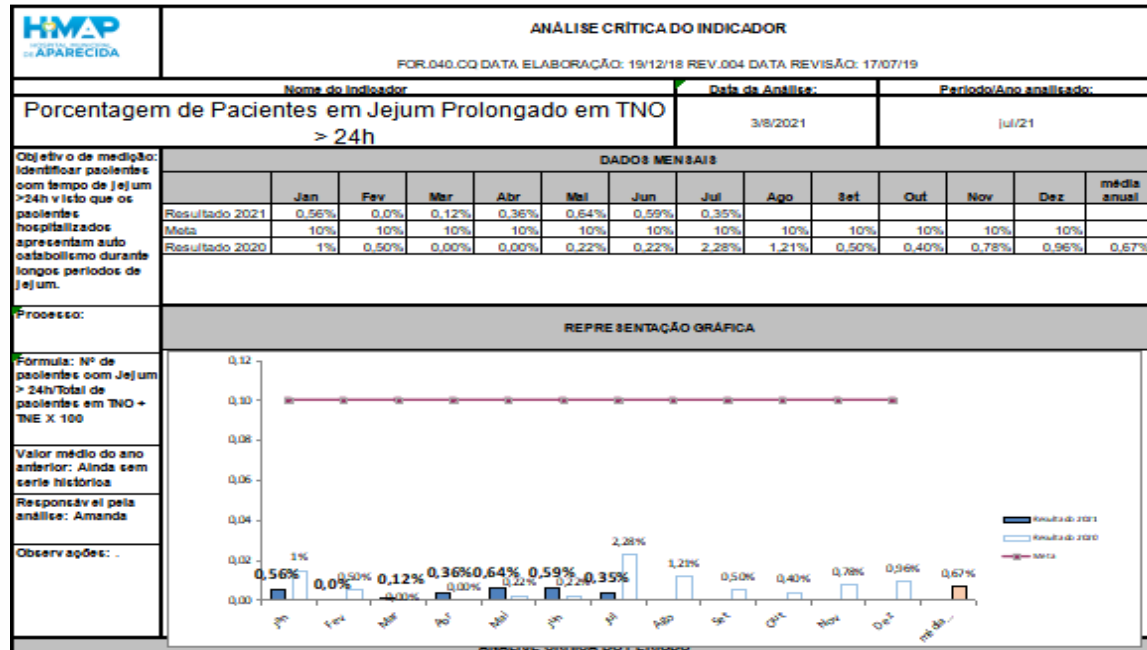 HMAP
HOSPITAL MUNICIPAL
DE APARECIDA
ANÁLISE CRÍTICA DO INDICADOR
FOR.040.CQ DATA ELABORAÇÃO: 19/12/18 REV.004 DATA REVISÃO: 17/07/19
Nome do Indicador Data da Análise: Período/Ano analisado:
Porcentagem de Pacientes em Jejum Prolongado em TNO
> 24h
3/8/2021 jul/21
Objetivo de medição:
Identificar pacientes
com tempo de jejum
>24h visto que os
pacientes
hospitalizados
apresentam auto
catabolismo durante
longos períodos de
jejum.
DADOS MENSAIS
Jan Fev Mar Abr Mai Jun Jul Ago Set Out Nov Dez média anual
Resultado 2021 0,56% 0,0% 0,12% 0,36% 0,64% 0,59% 0,35%
Meta 10% 10% 10% 10% 10% 10% 10% 10% 10% 10% 10% 10%
Resultado 2020 1% 0,50% 0,00% 0,00% 0,22% 0,22% 2,28% 1,21% 0,50% 0,40% 0,78% 0,96% 0,67%
Processo:
REPRESENTAÇÃO GRÁFICA
Fórmula: Nº de
pacientes com Jejum
> 24h/Total de
pacientes em TNO +
TNE X 100
Valor médio do ano
anterior: Ainda sem
serie histórica
Responsável pela
análise: Amanda
Observações: .
0,12
0,10
0,08
0,06
0,04
0,02
0,00
0,56% 0,0% 0,12% 0,36% 0,64% 0,59% 0,35%
1% 0,50% 0,00% 0,00% 0,22% 0,22% 2,28% 1,21% 0,50% 0,40% 0,78% 0,96% 0,67%
Jan Fev Mar Abr Mai Jun Jul Ago Set Out Nov Dez média...
Resultado 2021
Resultado 2020
Meta
ANÁLISE CRÍTICA DO PERÍODO